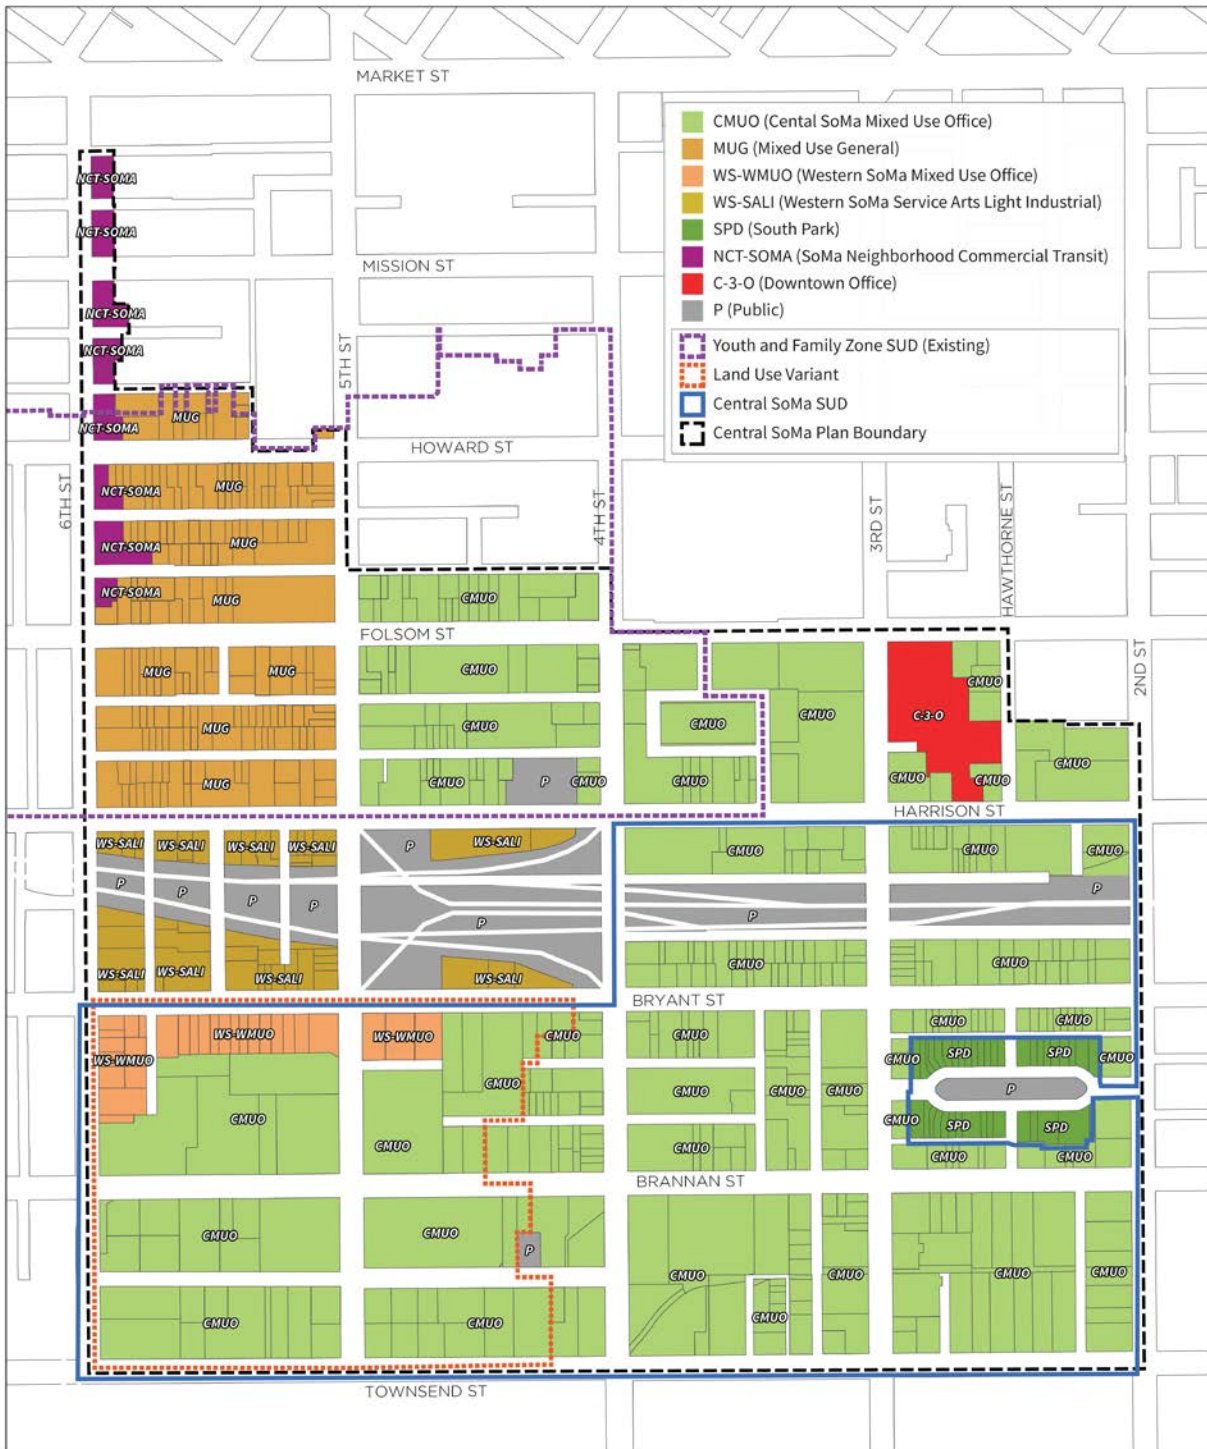 MARKET ST
CMUO (Cental SoMa Mixed Use Office)
MUG (Mixed Use General)
WS-WMUO (Western SoMa Mixed Use Office)
WS-SALI (Western SoMa Service Arts Light Industrial)
SPD (South Park)
NCT-SOMA (SoMa Neighborhood Commercial Transit)
C-3-O (Downtown Office)
P (Public)
Youth and Family Zone SUD (Existing)
Land Use Variant
Central SoMa SUD
Central SoMa Plan Boundary
NCT-SOMA
NCT-SOMA
MISSION ST
NCT-SOMA
NCT-SOMA
5TH ST
MUG
NCT-SOMA
HOWARD ST
6TH ST
NCT-SOMA
MUG
4TH ST
3RD ST
HAWTHORNE ST
NCT-SOMA
MUG
NCT-SOMA
MUG
CMUO
FOLSOM ST
2ND ST
MUG
MUG
CMUO
CMUO
MUG
CMUO
CMUO
CMUO
C-3-O
CMUO
MUG
CMUO
P
CMUO
CMUO
CMUO
CMUO
HARRISON ST
WS-SALI
WS-SALI
WS-SALI
WS-SALI
P
WS-SALI
CMUO
CMUO
CMUO
P
P
P
P
P
P
P
WS-SALI
WS-SALI
WS-SALI
WS-SALI
CMUO
CMUO
BRYANT ST
WS-WMUO
WS-WMUO
WS-WMUO
CMUO
CMUO
CMUO
CMUO
CMUO
SPD
SPD
CMUO
CMUO
CMUO
CMUO
CMUO
CMUO
P
CMUO
CMUO
CMUO
CMUO
SPD
SPD
CMUO
CMUO
BRANNAN ST
CMUO
CMUO
P
CMUO
CMUO
CMUO
CMUO
CMUO
CMUO
CMUO
TOWNSEND ST